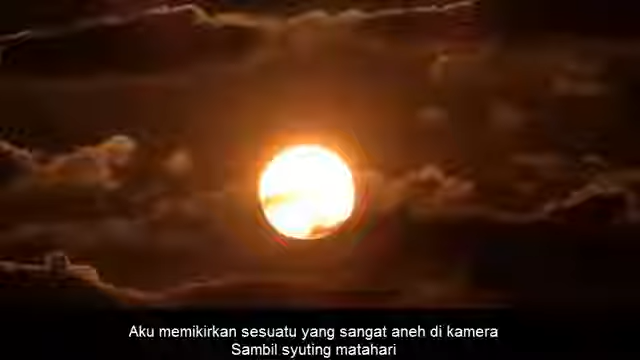 Aku memikirkan sesuatu yang sangat aneh di kamera
Sambil syuting matahari